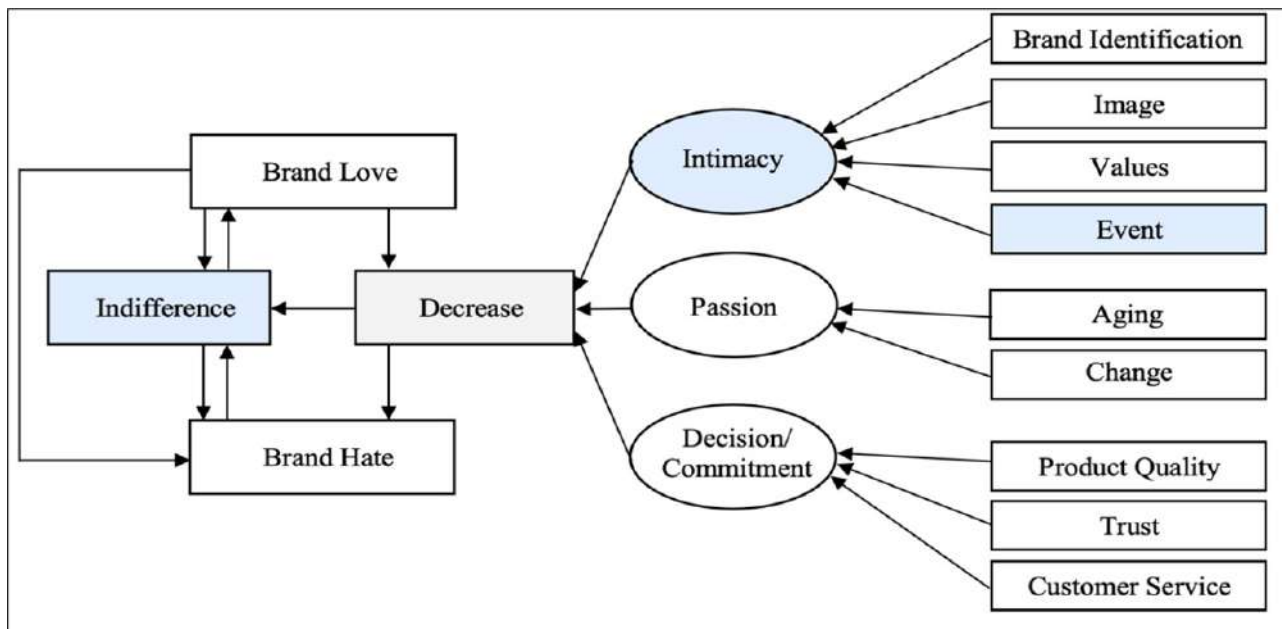 Brand Love
Indifference
Decrease
Brand Hate
Intimacy
Passion
Decision/
Commitment
Brand Identification
Image
Values
Event
Aging
Change
Product Quality
Trust
Customer Service